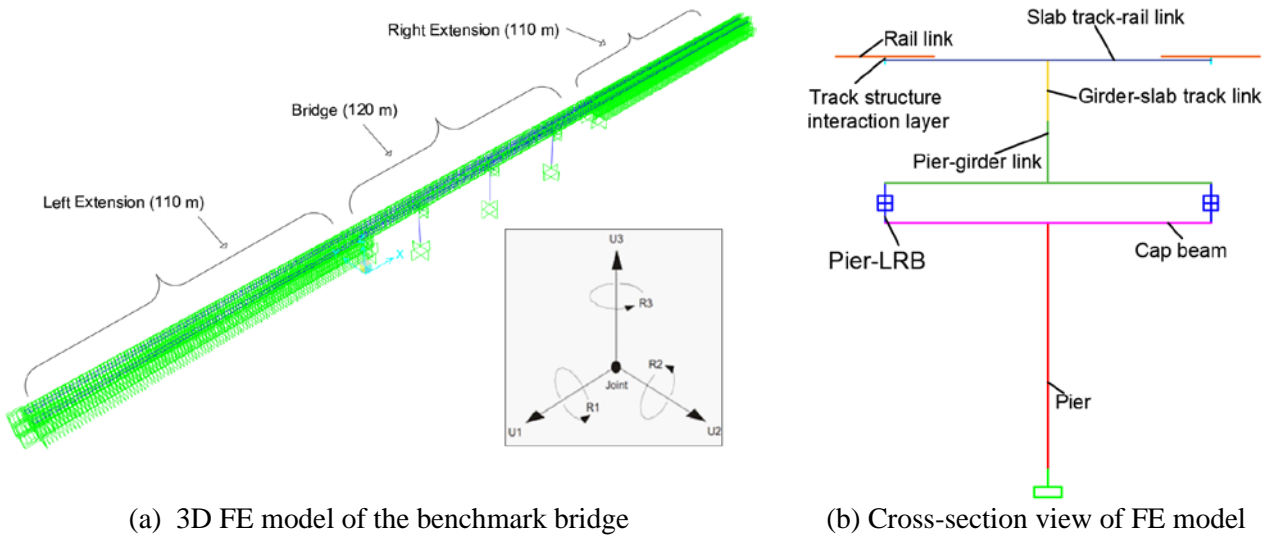 Right Extension (110 m)
Bridge (120 m)
Left Extension (110 m)
X
U3
R3
R2
Joint
R1
U1
U2
Slab track-rail link
Rail link
Track structure
interaction layer
Girder-slab track link
Pier-girder link
Pier-LRB
Cap beam
Pier
(a) 3D FE model of the benchmark bridge
(b) Cross-section view of FE model